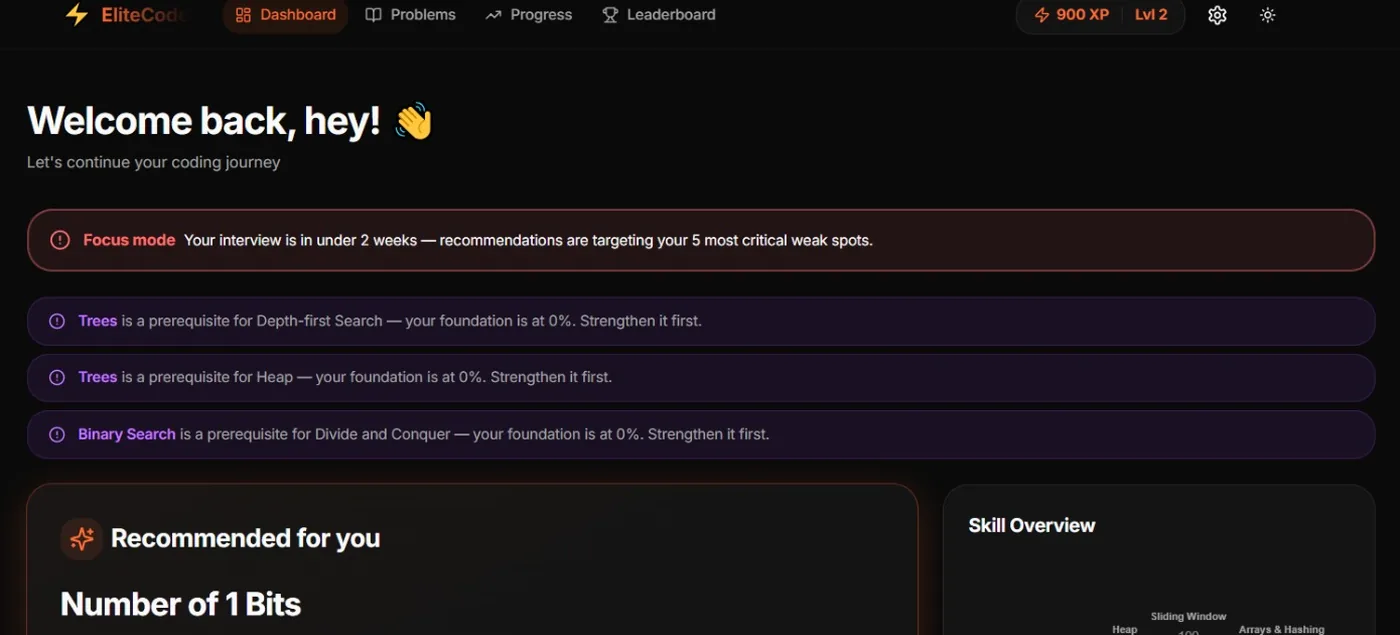 EliteCode
Dashboard
Problems
Progress
Leaderboard
900 XP
Lvl 2
Welcome back, hey! 👋
Let's continue your coding journey
Focus mode Your interview is in under 2 weeks — recommendations are targeting your 5 most critical weak spots.
Trees is a prerequisite for Depth-first Search — your foundation is at 0%. Strengthen it first.
Trees is a prerequisite for Heap — your foundation is at 0%. Strengthen it first.
Binary Search is a prerequisite for Divide and Conquer — your foundation is at 0%. Strengthen it first.
Recommended for you
Number of 1 Bits
Skill Overview
Sliding Window
Heap
Arrays & Hashing